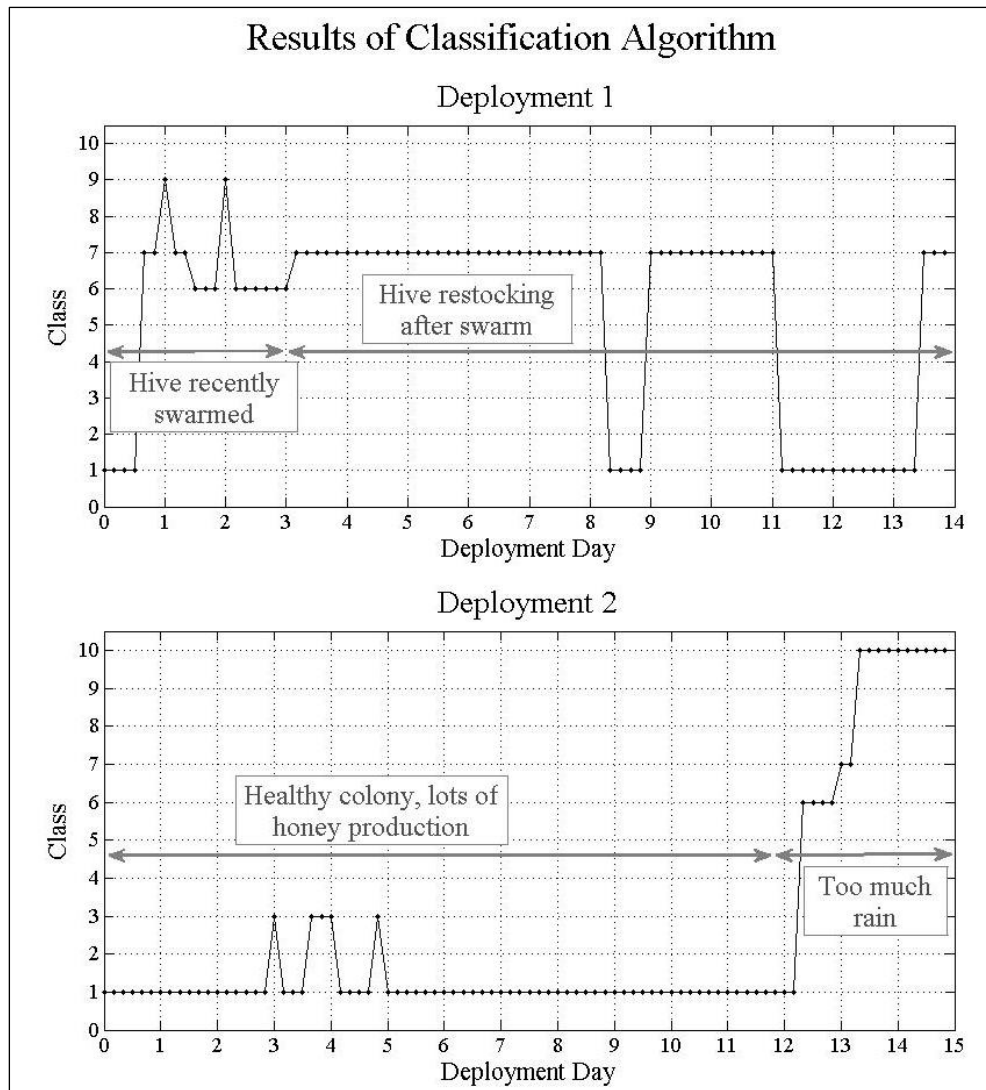 Results of Classification Algorithm
Deployment 1
10
9
8
7
6
5
4
3
2
1
0
Class
Hive restocking
after swarm
Hive recently
swarmed
0 1 2 3 4 5 6 7 8 9 10 11 12 13 14
Deployment Day
Deployment 2
10
9
8
7
6
5
4
3
2
1
0
Class
Healthy colony, lots of
honey production
Too much
rain
0 1 2 3 4 5 6 7 8 9 10 11 12 13 14 15
Deployment Day